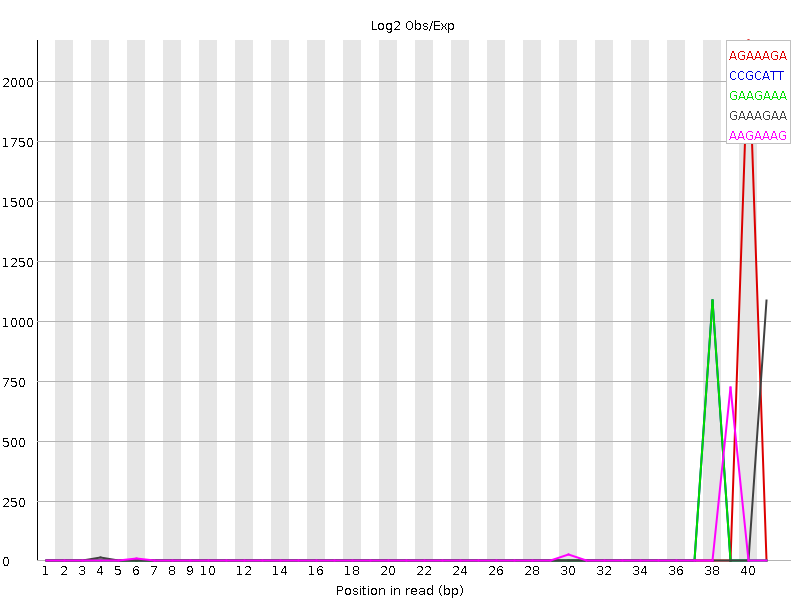 Log2 Obs/Exp
AGAAAGA
CCGCATT
GAAGAAA
GAAAGAA
AAGAAAG
2000
1750
1500
1250
1000
750
500
250
0
1 2 3 4 5 6 7 8 9 10 12 14 16 18 20 22 24 26 28 30 32 34 36 38 40
Position in read (bp)